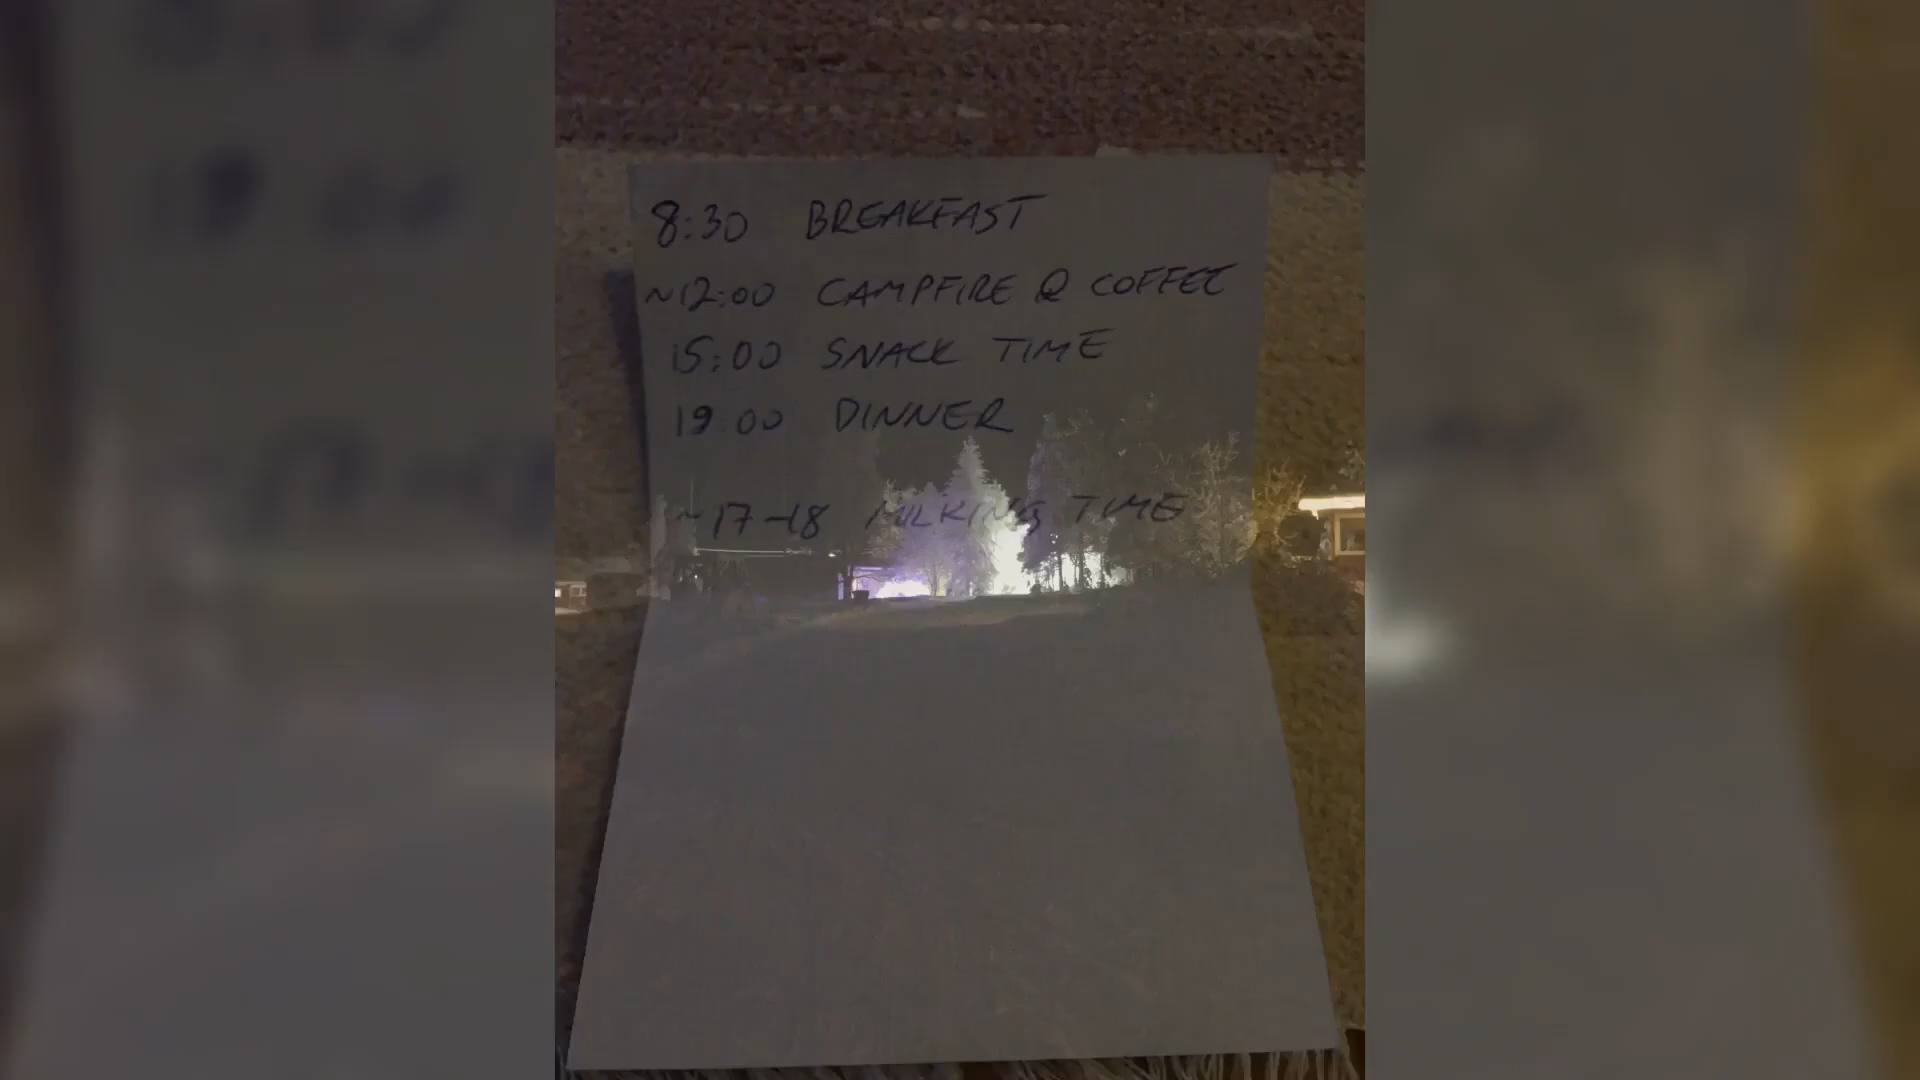 8:30 BREAKFAST
~12:00 CAMPFIRE & COFFEE
15:00 SNACK TIME
19:00 DINNER
~17-18 MILKING TIME